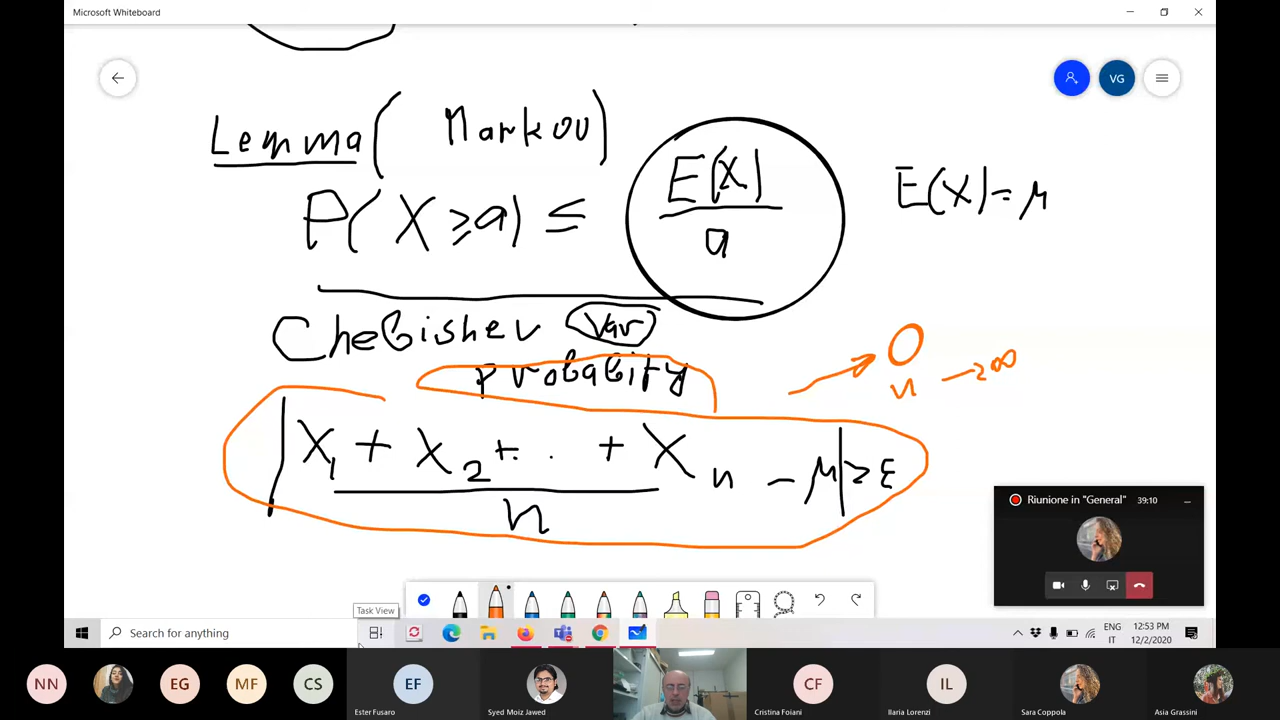 Microsoft Whiteboard
VG
Lemma ( Markov )
P( X ≥ a) ≤ E(X) / a
E(X) = μ
Chebishev Var
probability
0
n → ∞
| X₁ + X₂ + . . + Xₙ / n - μ | ≥ ε
Riunione in "General" 39:10
Task View
Search for anything
ENG
IT
12:53 PM
12/2/2020
NN
EG
MF
CS
EF
Ester Fusaro
Syed Moiz Jawed
CF
Cristina Foiani
IL
Ilaria Lorenzi
Sara Coppola
Asia Grassini